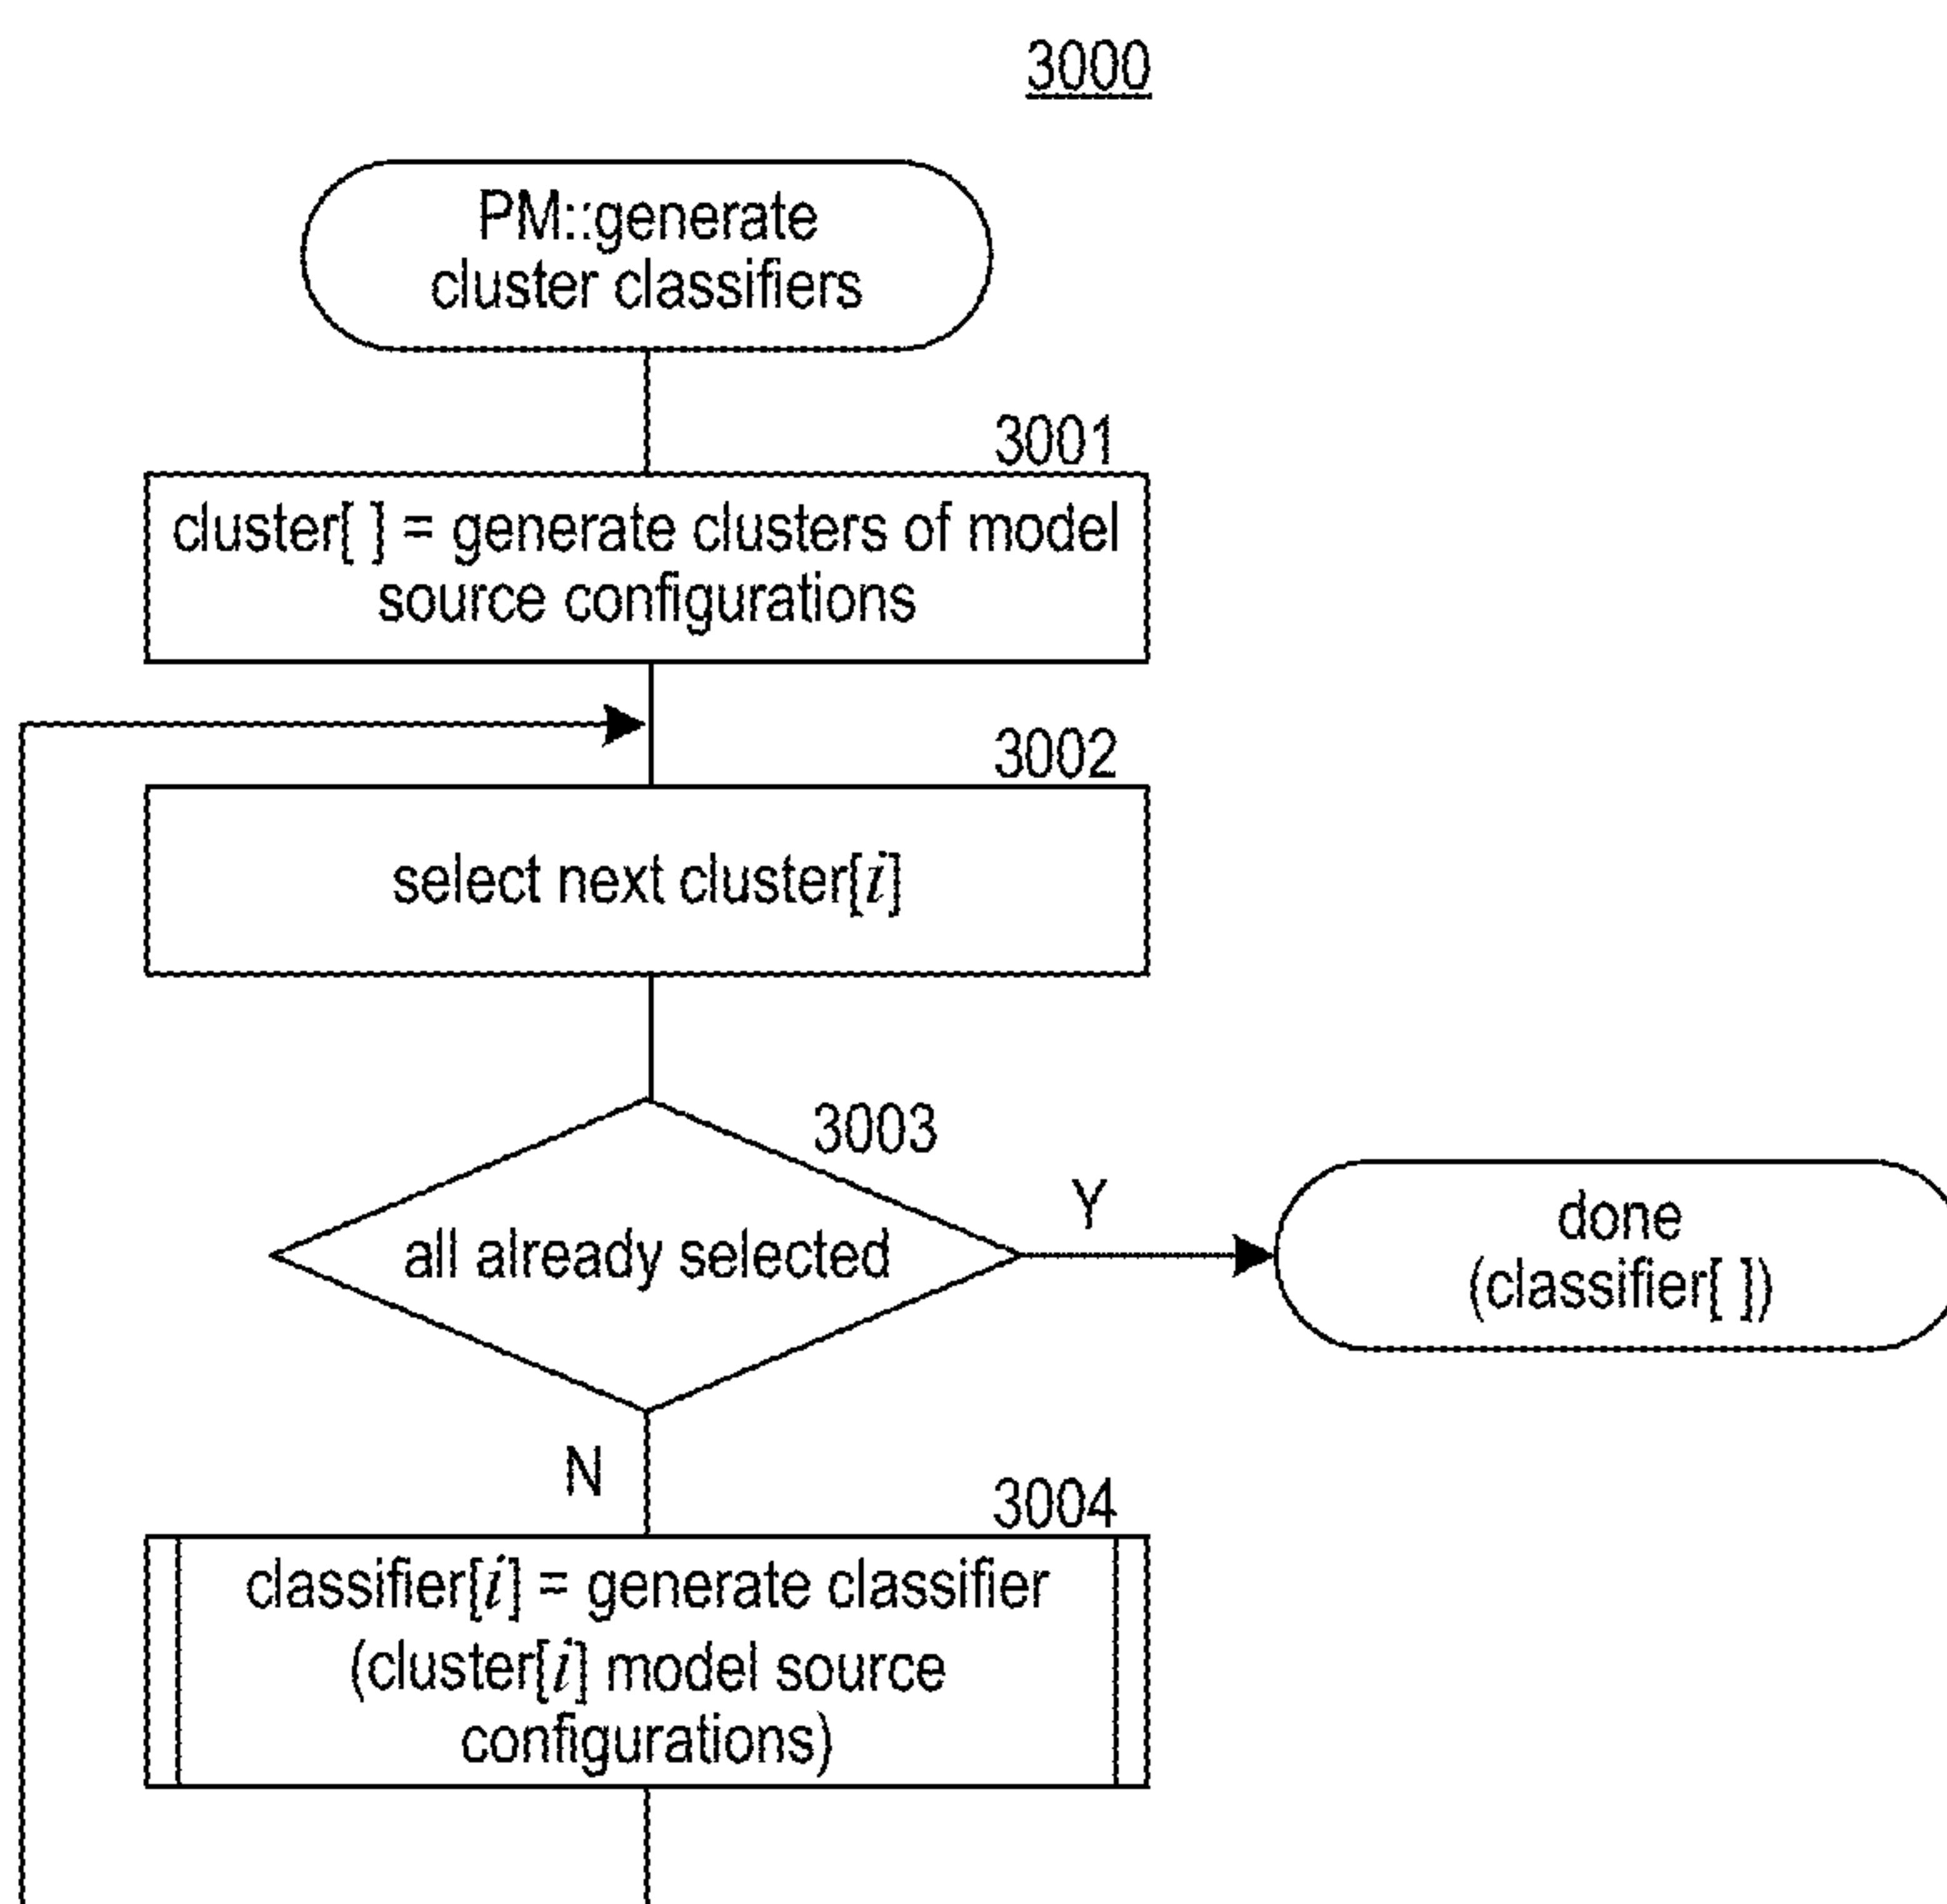 3000
PM::generate
cluster classifiers
3001
cluster[ ] = generate clusters of model
source configurations
3002
select next cluster[i]
3003
all already selected
Y
done
(classifier[ ])
N
3004
classifier[i] = generate classifier
(cluster[i] model source
configurations)